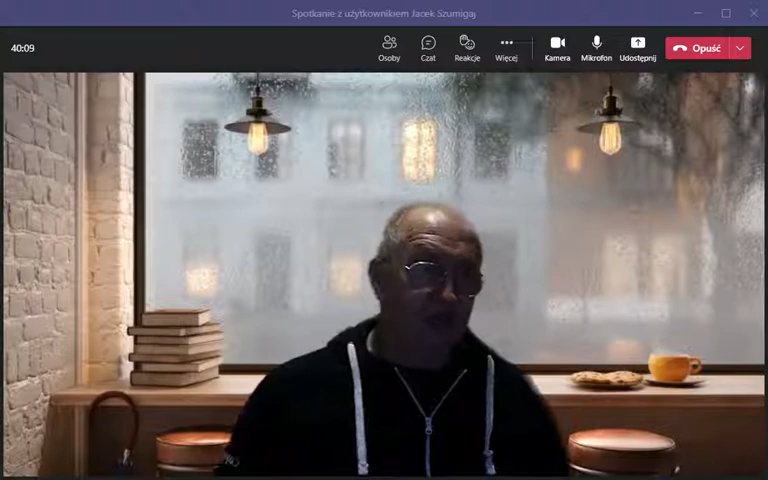 Spotkanie z użytkownikiem Jacek Szumigaj
40:09
Osoby
Czat
Reakcje
Więcej
Kamera
Mikrofon
Udostępnij
Opuść